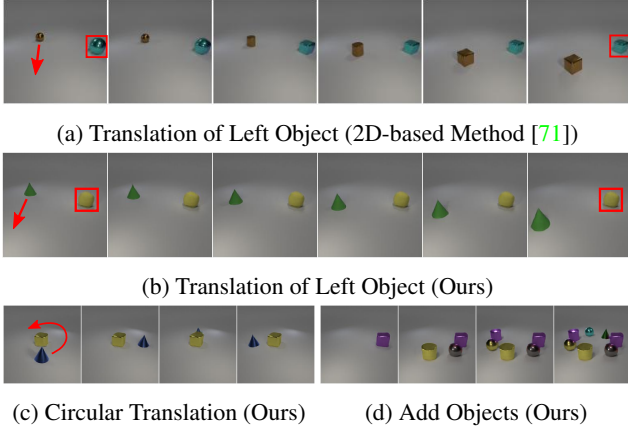 (a) Translation of Left Object (2D-based Method [71])
(b) Translation of Left Object (Ours)
(c) Circular Translation (Ours)
(d) Add Objects (Ours)